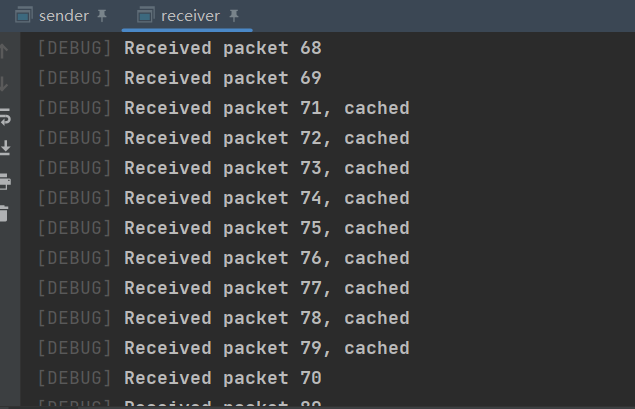 sender
receiver
[DEBUG] Received packet 68
[DEBUG] Received packet 69
[DEBUG] Received packet 71, cached
[DEBUG] Received packet 72, cached
[DEBUG] Received packet 73, cached
[DEBUG] Received packet 74, cached
[DEBUG] Received packet 75, cached
[DEBUG] Received packet 76, cached
[DEBUG] Received packet 77, cached
[DEBUG] Received packet 78, cached
[DEBUG] Received packet 79, cached
[DEBUG] Received packet 70
[DEBUG] Received packet